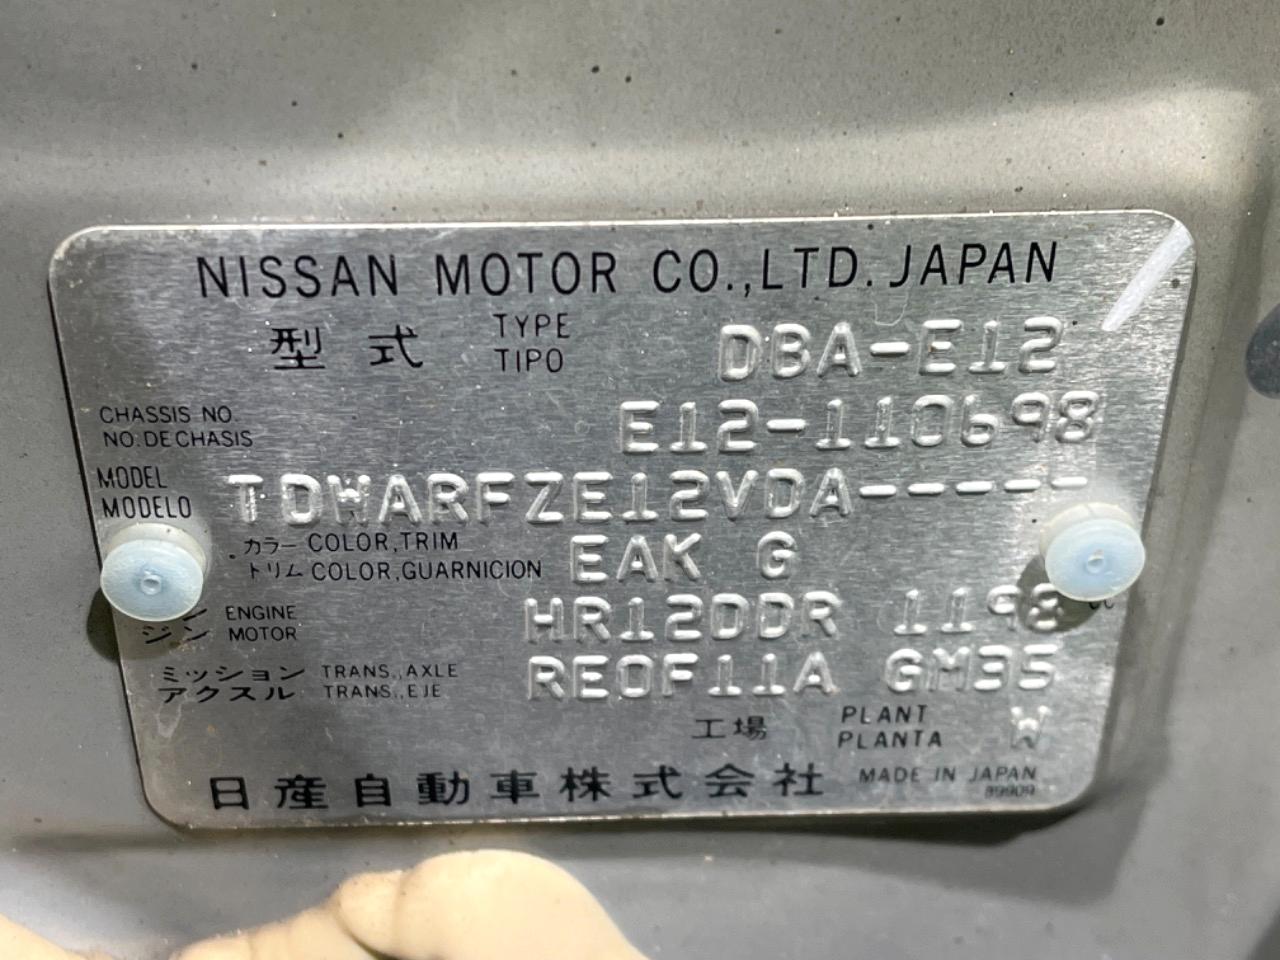 NISSAN MOTOR CO.,LTD. JAPAN
型式 TYPE TIPO DBA-E12
CHASSIS NO. NO. DE CHASIS E12-110698
MODEL MODELO TDWARFZE12VDA-----
カラー COLOR,TRIM
トリム COLOR,GUARNICION EAK G
ENGINE
ジン MOTOR HR12DDR 1198 cc
ミッション TRANS.,AXLE
アクスル TRANS.,EJE RE0F11A GM35
工場 PLANT PLANTA W
日産自動車株式会社 MADE IN JAPAN
89909